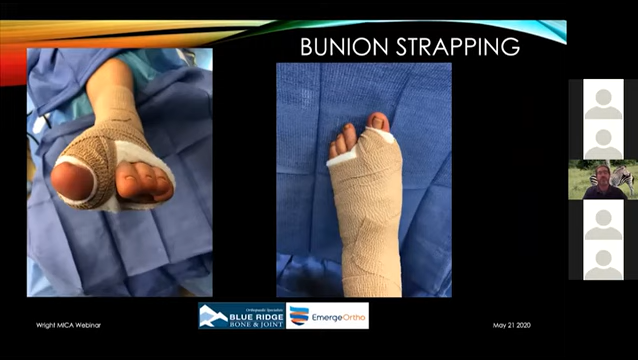 BUNION STRAPPING
Orthopaedic Specialists
BLUE RIDGE
BONE & JOINT
EmergeOrtho
Wright MICA Webinar
May 21 2020